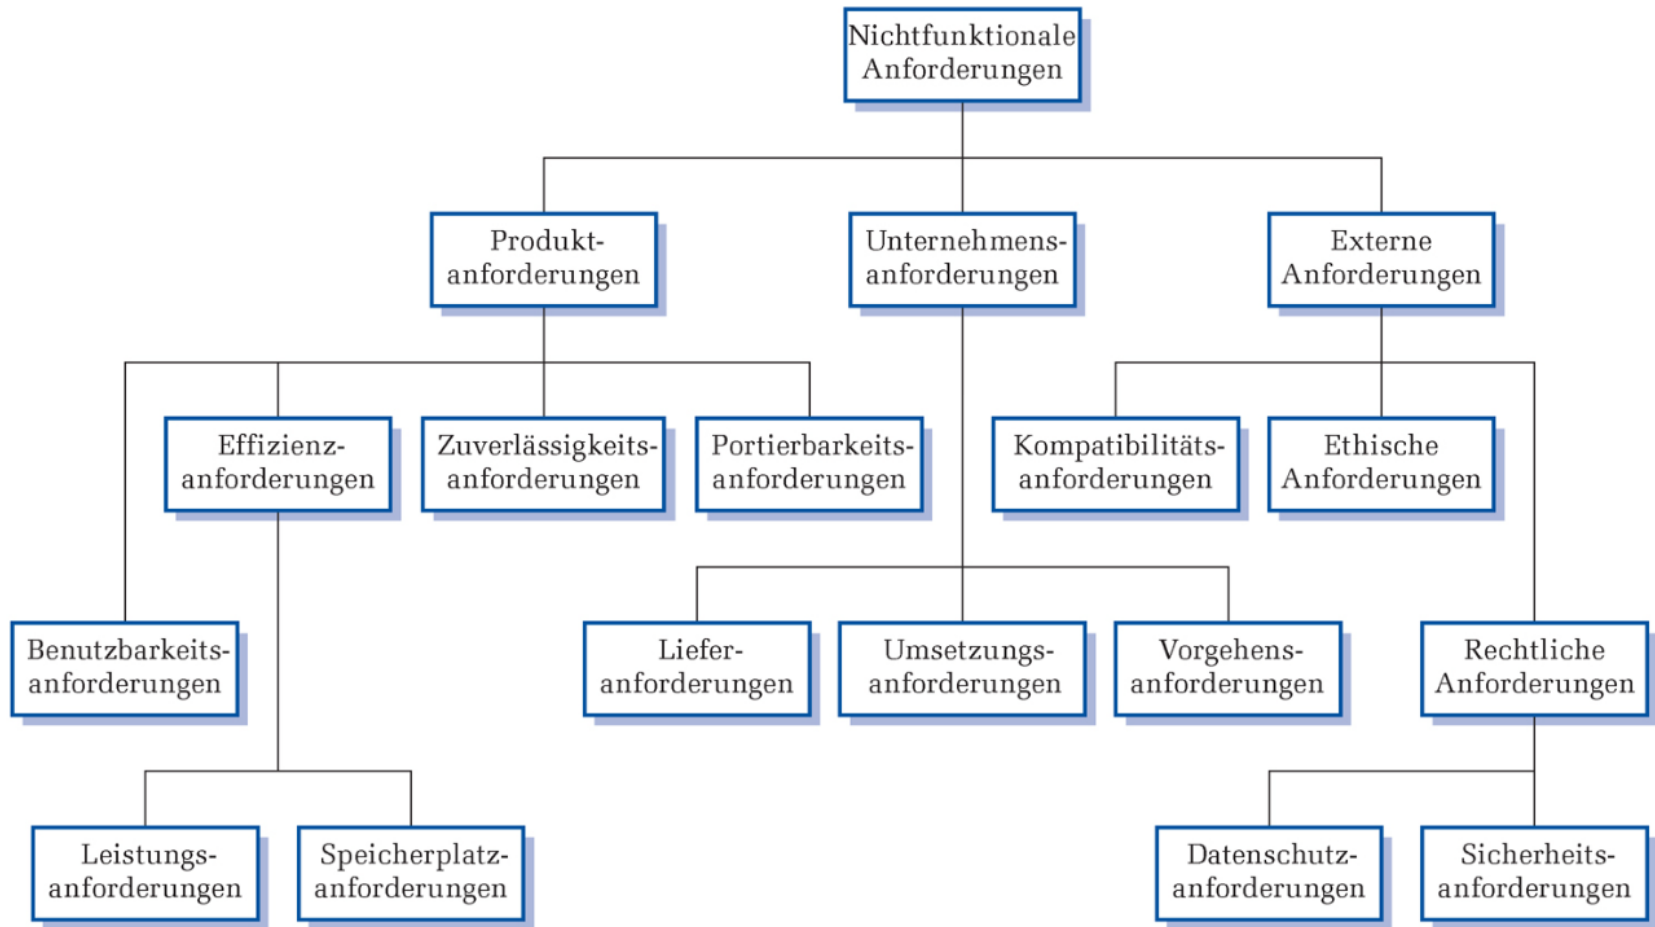 Nichtfunktionale
Anforderungen
Produkt-
anforderungen
Unternehmens-
anforderungen
Externe
Anforderungen
Effizienz-
anforderungen
Zuverlässigkeits-
anforderungen
Portierbarkeits-
anforderungen
Kompatibilitäts-
anforderungen
Ethische
Anforderungen
Benutzbarkeits-
anforderungen
Liefer-
anforderungen
Umsetzungs-
anforderungen
Vorgehens-
anforderungen
Rechtliche
Anforderungen
Leistungs-
anforderungen
Speicherplatz-
anforderungen
Datenschutz-
anforderungen
Sicherheits-
anforderungen